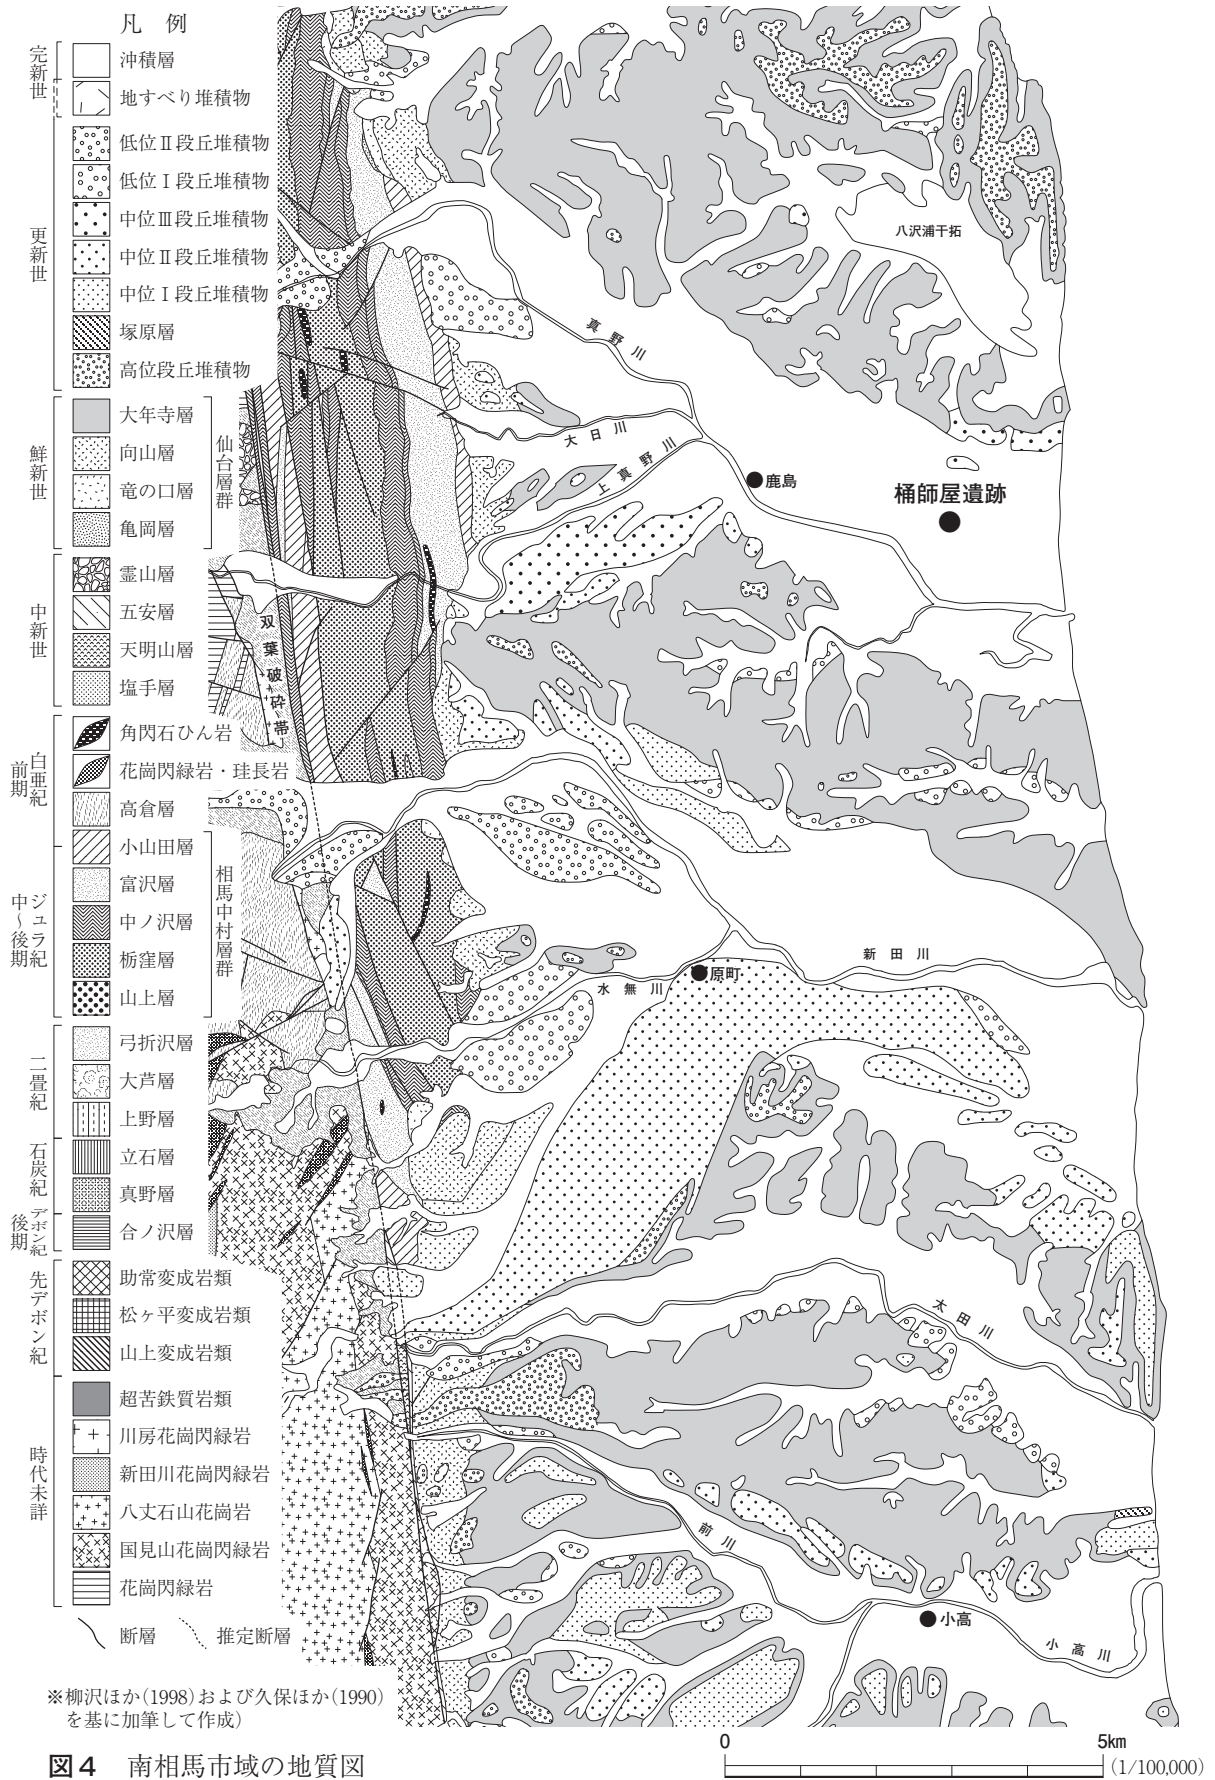 凡 例
完新世
沖積層
地すべり堆積物
更新世
低位Ⅱ段丘堆積物
低位Ⅰ段丘堆積物
中位Ⅲ段丘堆積物
中位Ⅱ段丘堆積物
中位Ⅰ段丘堆積物
塚原層
高位段丘堆積物
鮮新世
大年寺層
向山層
竜の口層
亀岡層
仙台層群
中新世
霊山層
五安層
天明山層
塩手層
白亜紀
前期
角閃石ひん岩
花崗閃緑岩・珪長岩
高倉層
小山田層
ジュラ紀
中～後期
富沢層
中ノ沢層
栃窪層
山上層
相馬中村層群
二畳紀
弓折沢層
大芦層
上野層
石炭紀
立石層
真野層
デボン紀
後期
合ノ沢層
先デボン紀
助常変成岩類
松ヶ平変成岩類
山上変成岩類
時代未詳
超苦鉄質岩類
川房花崗閃緑岩
新田川花崗閃緑岩
八丈石山花崗岩
国見山花崗閃緑岩
花崗閃緑岩
断層
推定断層
八沢浦干拓
真野川
大日川
上真野川
鹿島
桶師屋遺跡
双葉破砕帯
新田川
原町
水無川
太田川
前川
小高
小高川
※柳沢ほか(1998)および久保ほか(1990)
を基に加筆して作成)
図4 南相馬市域の地質図
0 5km
(1/100,000)